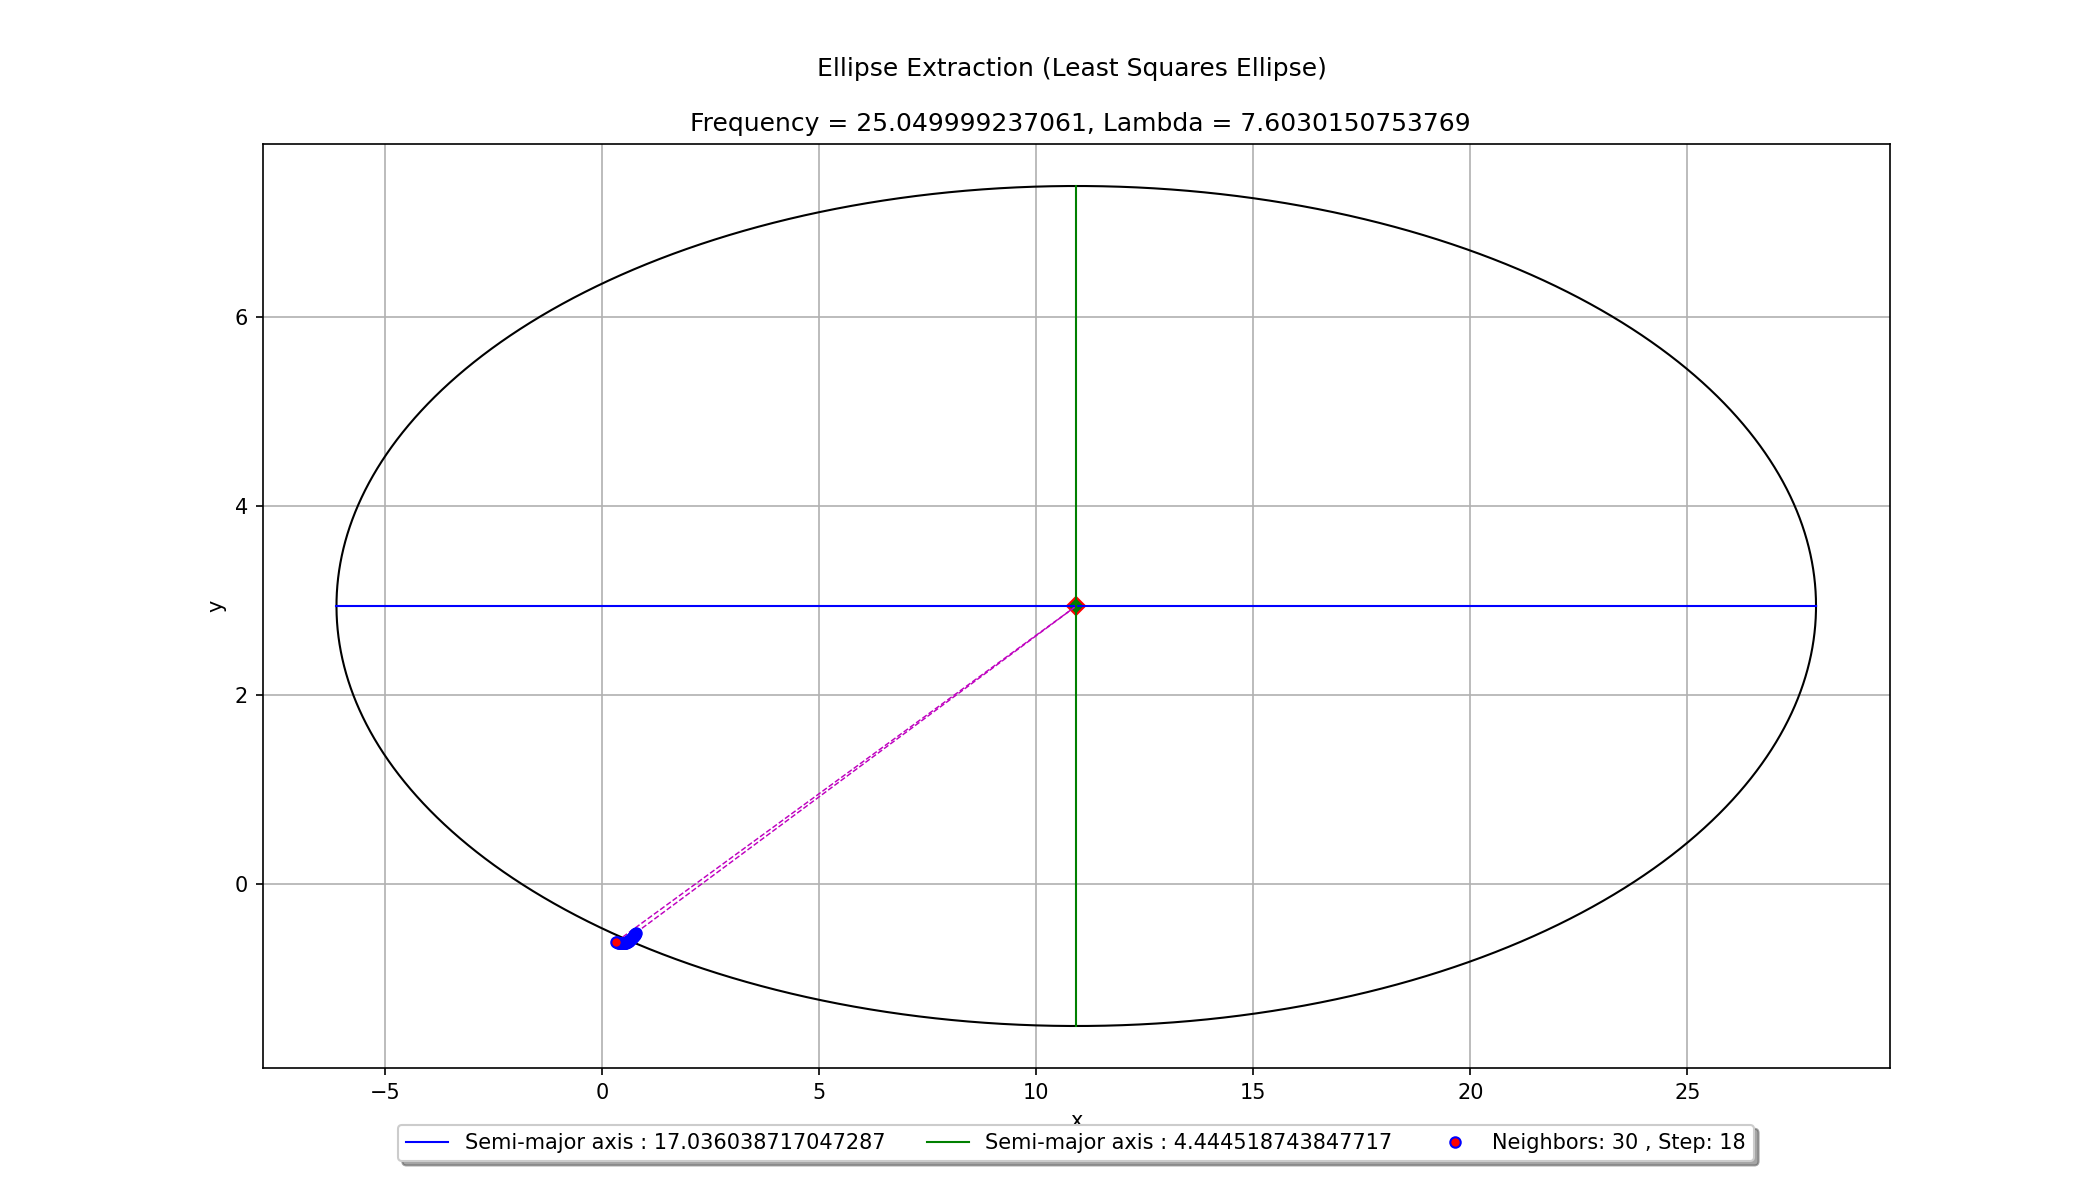 Ellipse Extraction (Least Squares Ellipse)
Frequency = 25.049999237061, Lambda = 7.6030150753769
6
4
2
0
y
−5 0 5 10 15 20 25
x
Semi-major axis : 17.036038717047287 Semi-major axis : 4.444518743847717 Neighbors: 30 , Step: 18